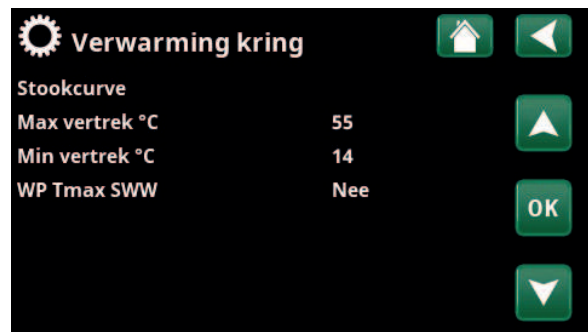 Verwarming kring
Stookcurve
Max vertrek °C 55
Min vertrek °C 14
WP Tmax SWW Nee
OK